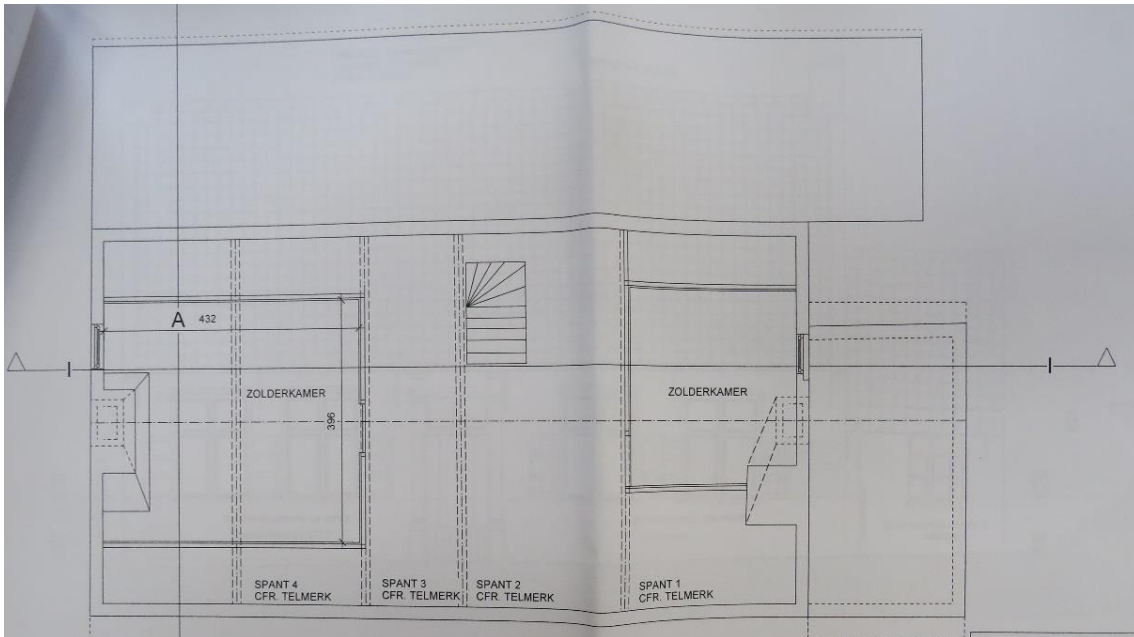 A 432
ZOLDERKAMER
396
ZOLDERKAMER
SPANT 4
CFR. TELMERK
SPANT 3
CFR. TELMERK
SPANT 2
CFR. TELMERK
SPANT 1
CFR. TELMERK